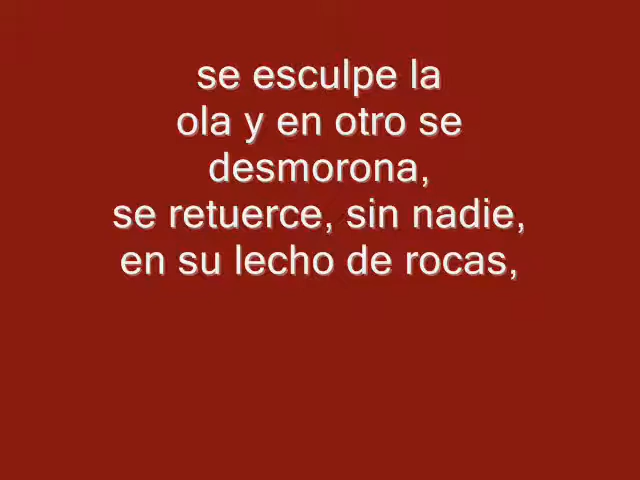 se esculpe la
ola y en otro se
desmorona,
se retuerce, sin nadie,
en su lecho de rocas,